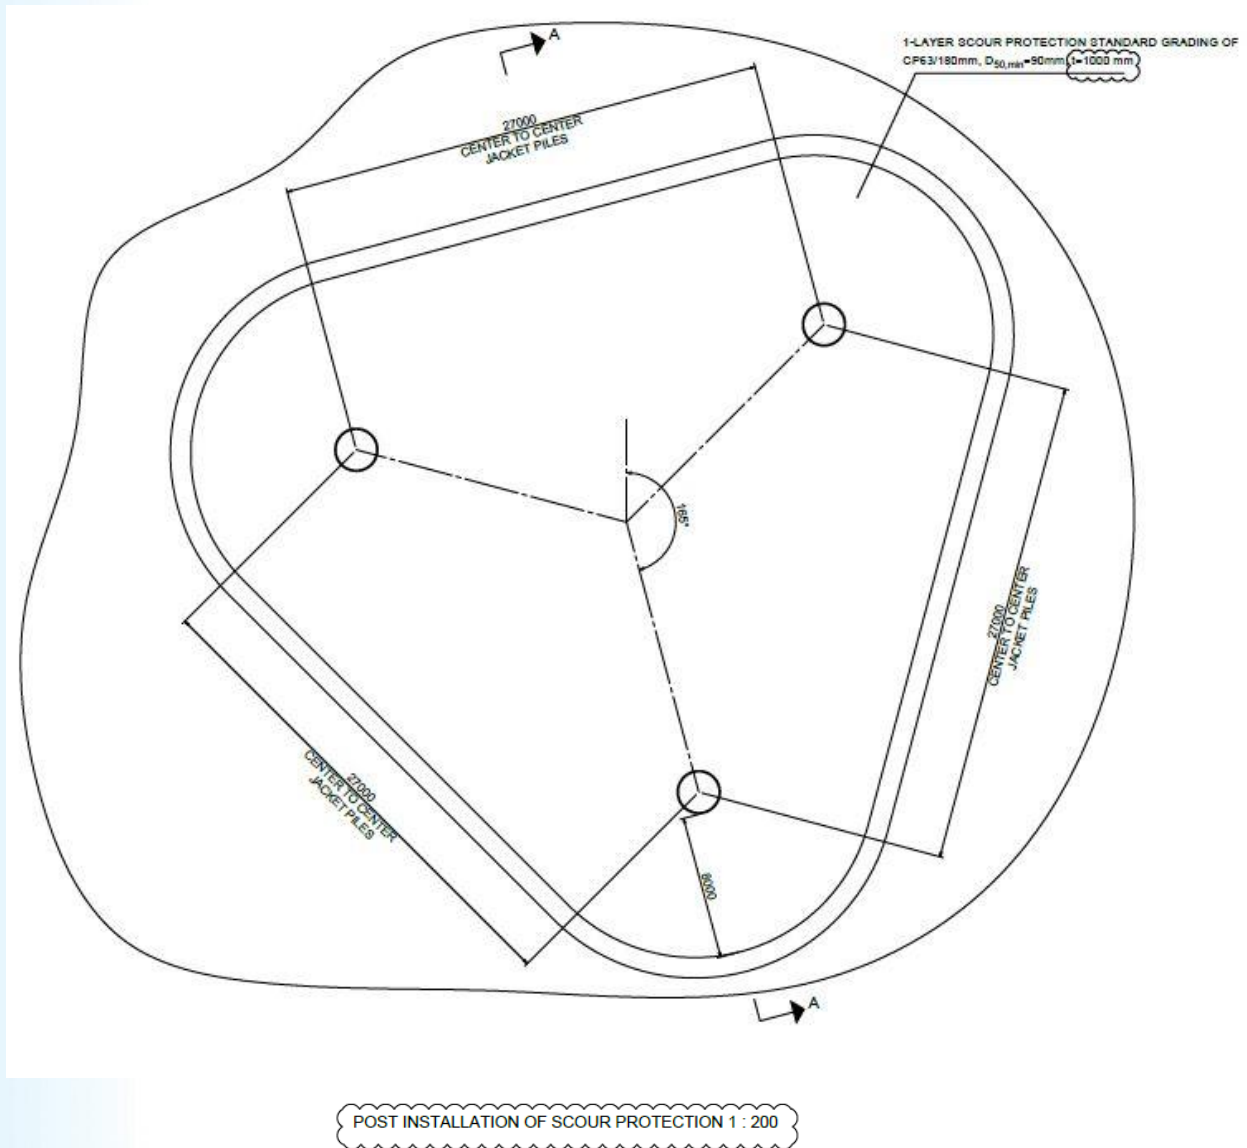 A
1-LAYER SCOUR PROTECTION STANDARD GRADING OF
CP63/180mm, D50,min=90mm, t=1000 mm
27000
CENTER TO CENTER
JACKET PILES
165°
27000
CENTER TO CENTER
JACKET PILES
27000
CENTER TO CENTER
JACKET PILES
8000
A
POST INSTALLATION OF SCOUR PROTECTION 1 : 200